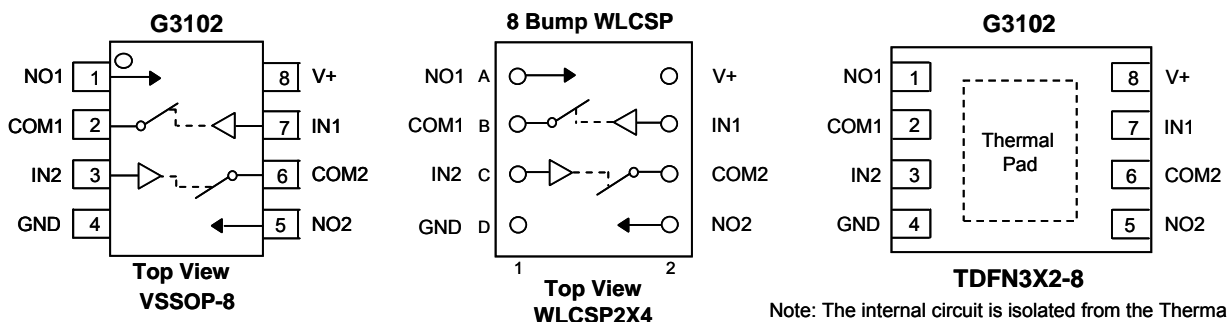 G3102
NO1 1 8 V+
COM1 2 7 IN1
IN2 3 6 COM2
GND 4 5 NO2
Top View
VSSOP-8
8 Bump WLCSP
NO1 A V+
COM1 B IN1
IN2 C COM2
GND D NO2
1 2
Top View
WLCSP2X4
G3102
NO1 1 8 V+
COM1 2 7 IN1
Thermal
Pad
IN2 3 6 COM2
GND 4 5 NO2
TDFN3X2-8
Note: The internal circuit is isolated from the Therma